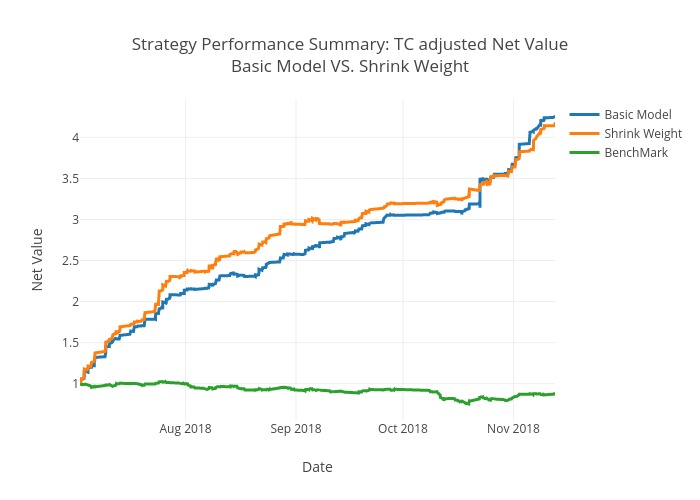 Strategy Performance Summary: TC adjusted Net Value
Basic Model VS. Shrink Weight
Basic Model
Shrink Weight
BenchMark
4
3.5
3
2.5
2
1.5
1
Net Value
Aug 2018
Sep 2018
Oct 2018
Nov 2018
Date